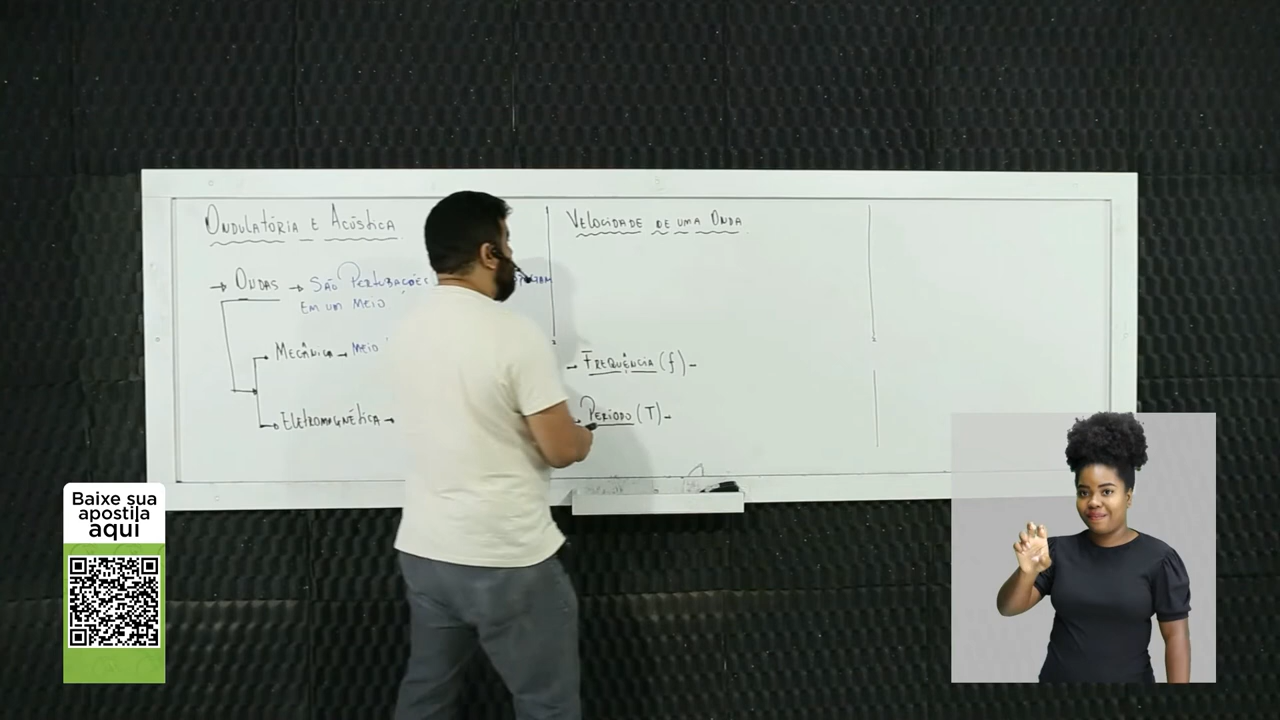 Ondulatória e Acústica
→ Ondas → São Perturbações
em um meio
Mecânica → Meio
Eletromagnética →
Velocidade de uma Onda
→ Frequência (f) -
Período (T) -
Baixe sua
apostila
aqui